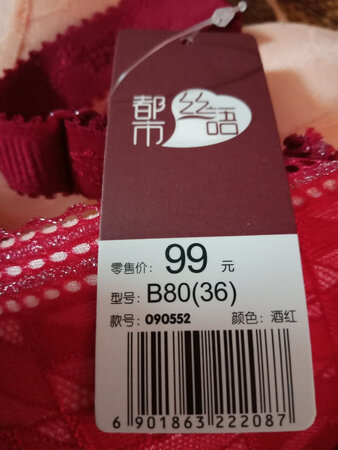 都市丝語
零售价: 99 元
型号: B80(36)
款号: 090552 颜色: 酒红
6 901863 222087